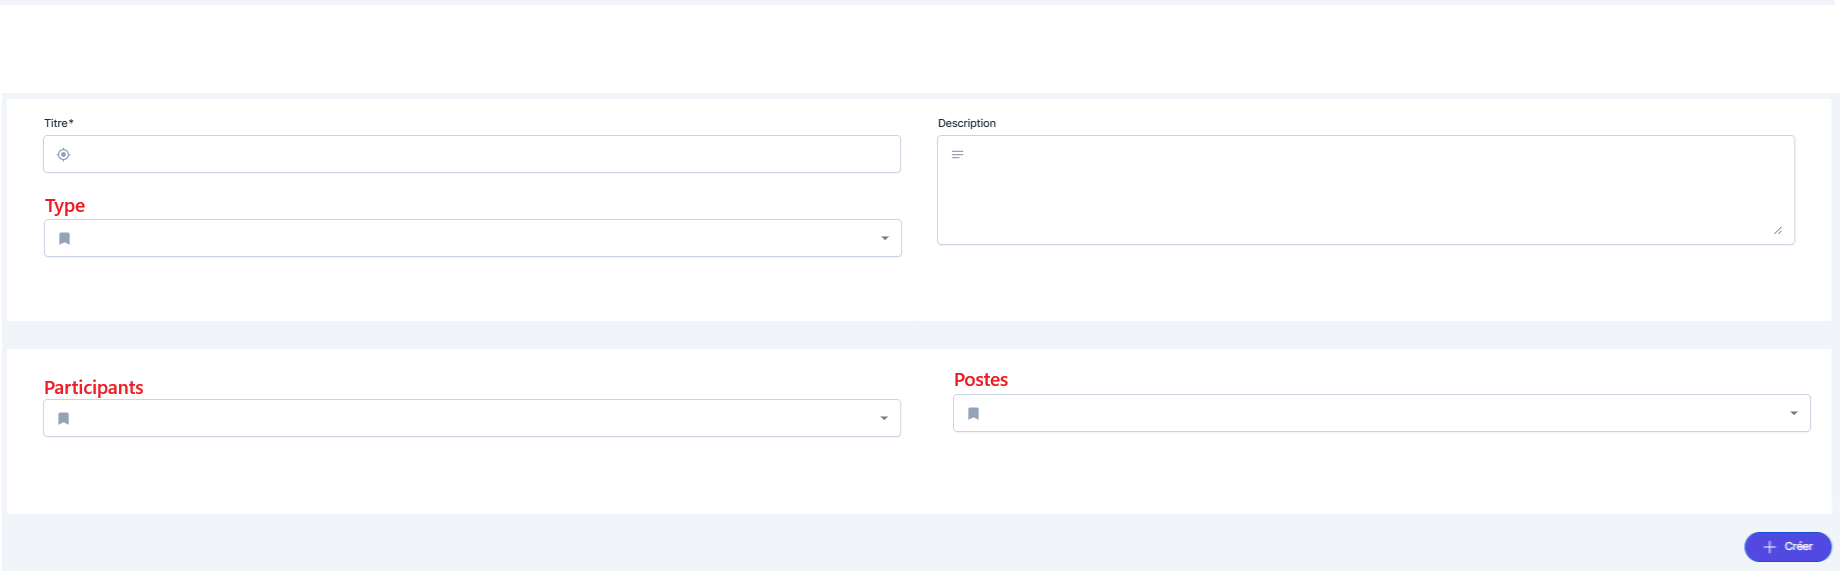 Titre*
Description
Type
Participants
Postes
Créer